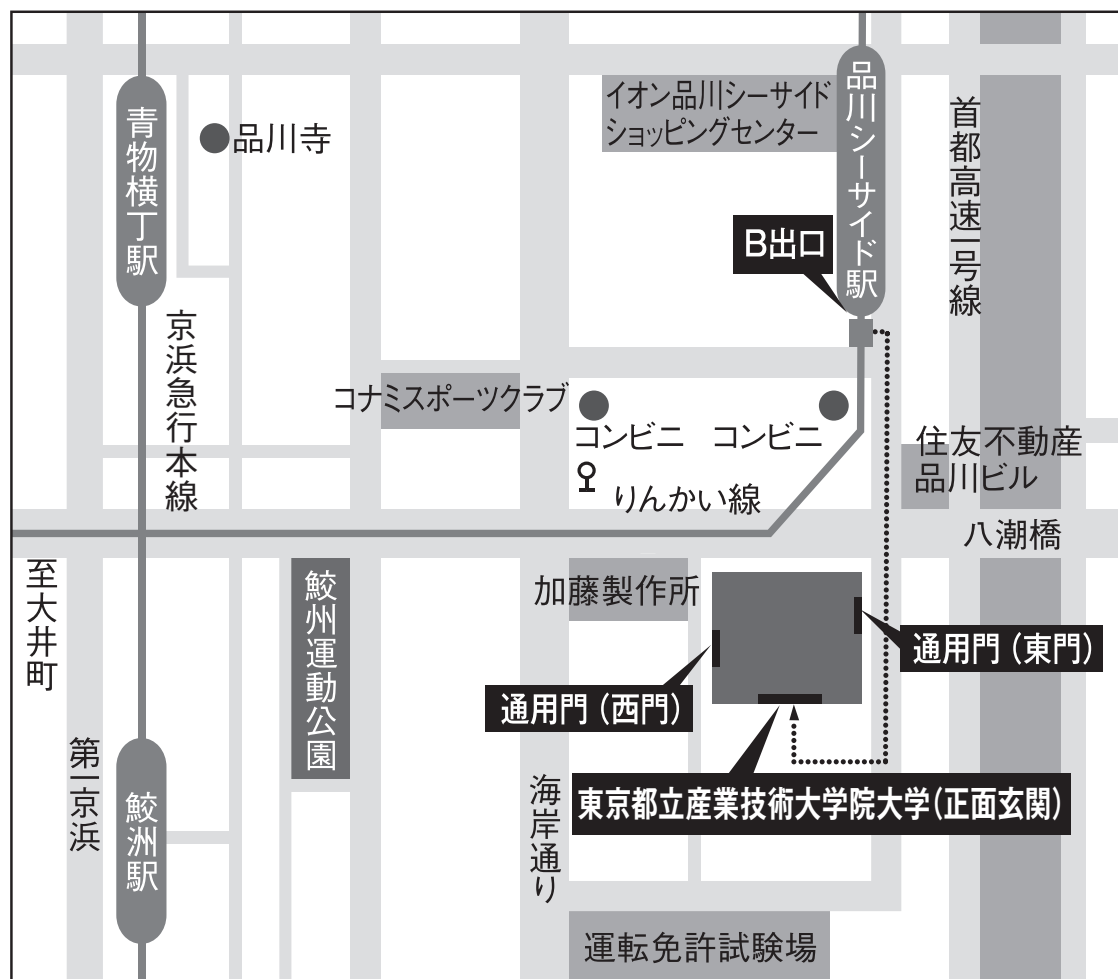 イオン品川シーサイド
ショッピングセンター
品川シーサイド駅
首都高速一号線
青物横丁駅
品川寺
B出口
京浜急行本線
コナミスポーツクラブ
コンビニ
コンビニ
りんかい線
住友不動産
品川ビル
八潮橋
至大井町
鮫州運動公園
加藤製作所
通用門（東門）
通用門（西門）
第一京浜
鮫洲駅
海岸通り
東京都立産業技術大学院大学（正面玄関）
運転免許試験場